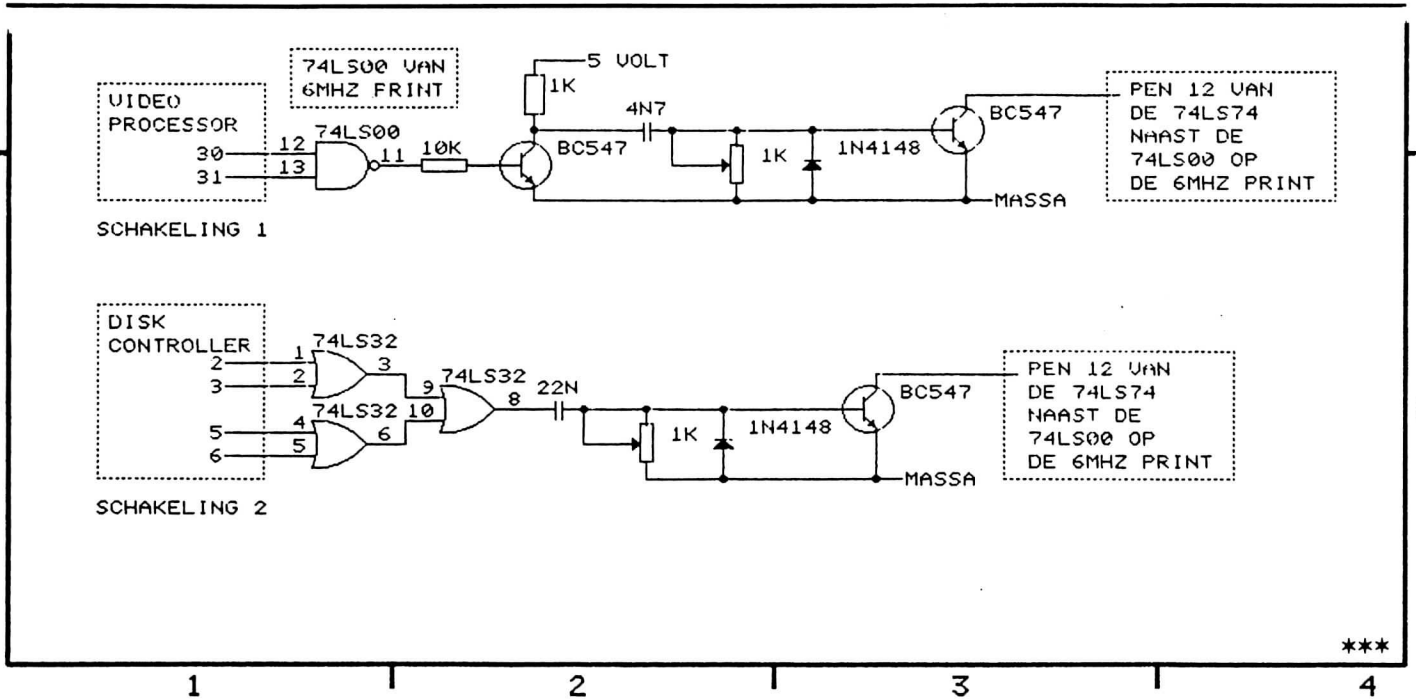 74LS00 VAN
6MHZ PRINT
5 VOLT
1K
VIDEO
PROCESSOR
30
31
12
13
74LS00
11
10K
BC547
4N7
1K
1N4148
BC547
MASSA
PEN 12 VAN
DE 74LS74
NAAST DE
74LS00 OP
DE 6MHZ PRINT
SCHAKELING 1
DISK
CONTROLLER
2
3
5
6
74LS32
1
2
3
74LS32
4
5
6
74LS32
9
10
8
22N
1K
1N4148
BC547
MASSA
PEN 12 VAN
DE 74LS74
NAAST DE
74LS00 OP
DE 6MHZ PRINT
SCHAKELING 2
***
1 2 3 4